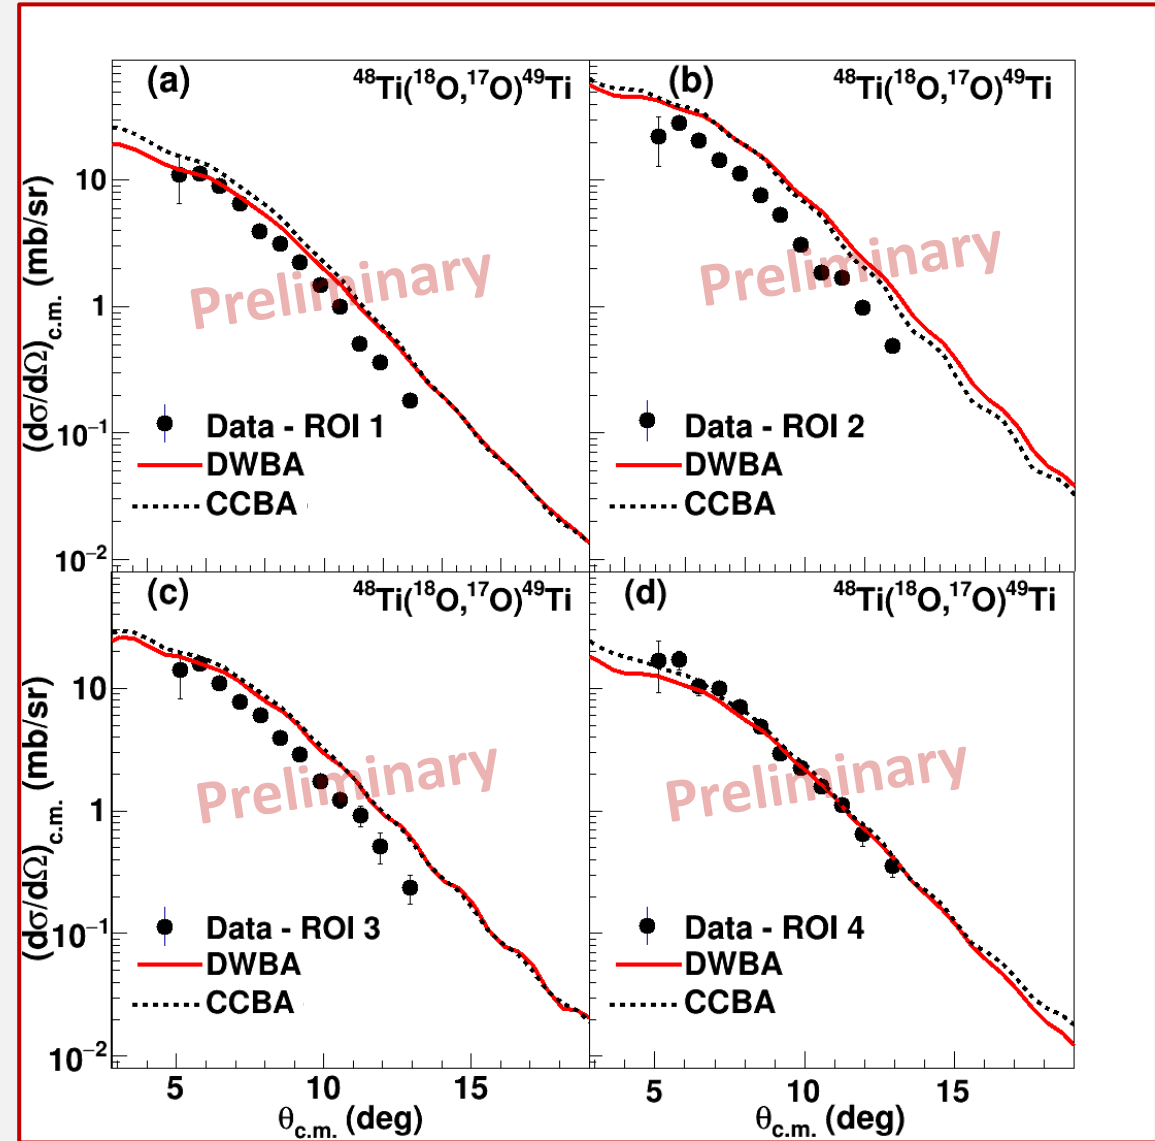 (a) ⁴⁸Ti(¹⁸O,¹⁷O)⁴⁹Ti
10
1
10⁻¹
10⁻²
(dσ/dΩ)c.m. (mb/sr)
Preliminary
Data - ROI 1
DWBA
CCBA
(b) ⁴⁸Ti(¹⁸O,¹⁷O)⁴⁹Ti
Preliminary
Data - ROI 2
DWBA
CCBA
(c) ⁴⁸Ti(¹⁸O,¹⁷O)⁴⁹Ti
10
1
10⁻¹
10⁻²
(dσ/dΩ)c.m. (mb/sr)
Preliminary
Data - ROI 3
DWBA
CCBA
5 10 15
θc.m. (deg)
(d) ⁴⁸Ti(¹⁸O,¹⁷O)⁴⁹Ti
Preliminary
Data - ROI 4
DWBA
CCBA
5 10 15
θc.m. (deg)